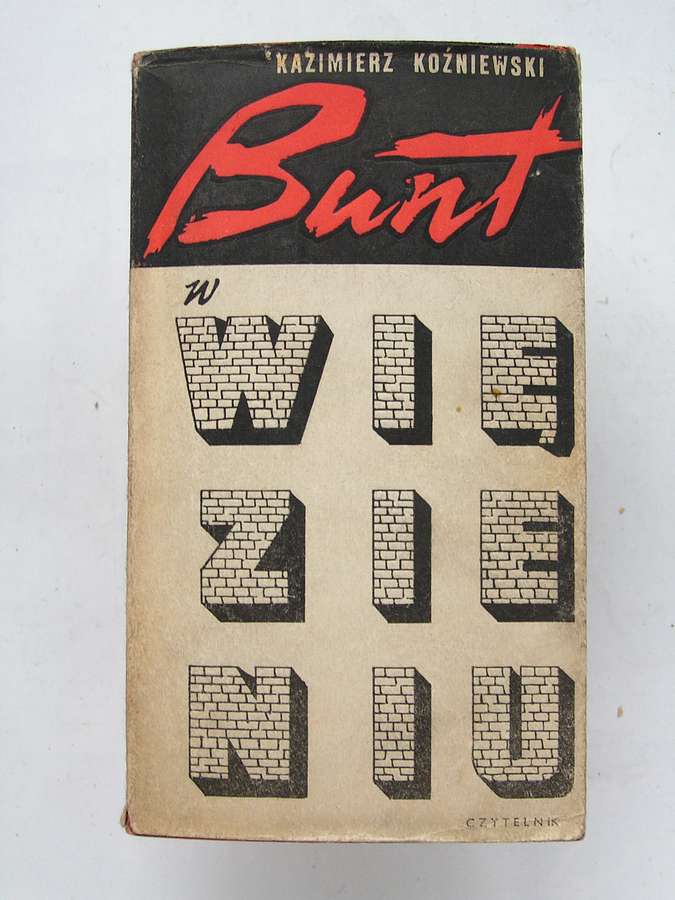 KAZIMIERZ KOŹNIEWSKI
Bunt
w
WIĘ
ZIE
NIU
CZYTELNIK